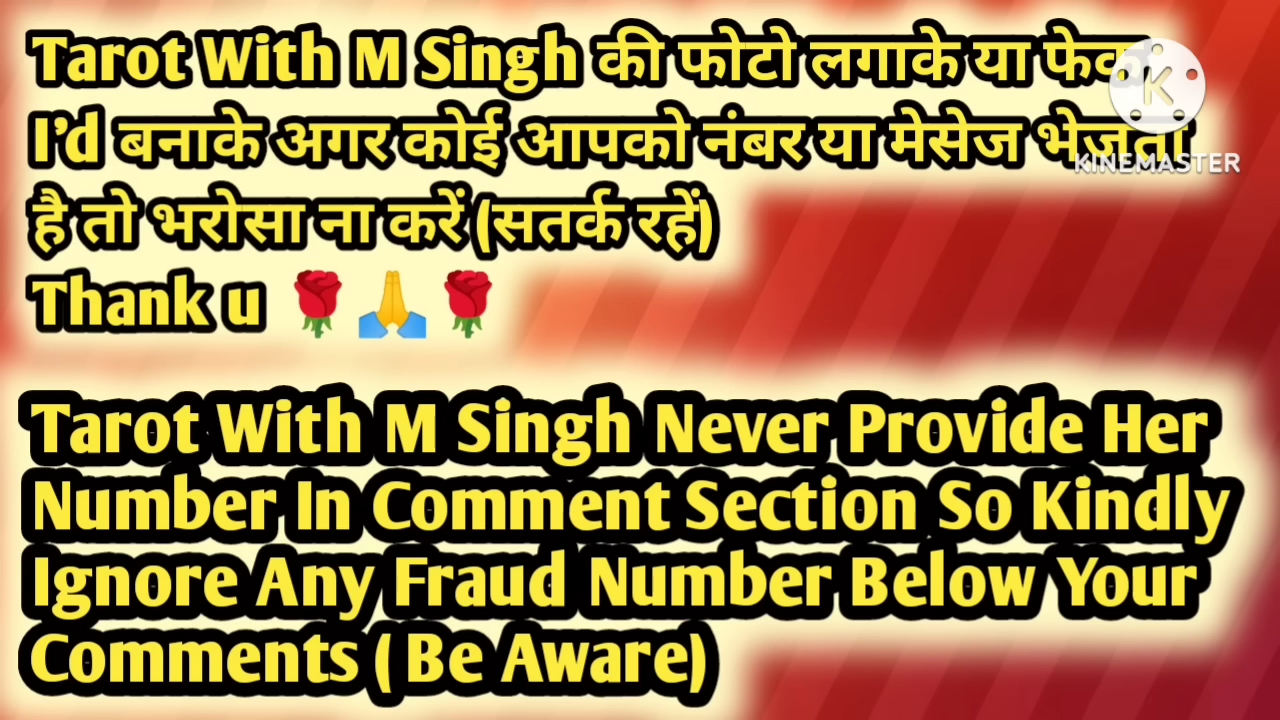 Tarot With M Singh की फोटो लगाके या फेक
I'd बनाके अगर कोई आपको नंबर या मेसेज भेजता
है तो भरोसा ना करें (सतर्क रहें)
Thank u 🌹🙏🌹
K
KINEMASTER
Tarot With M Singh Never Provide Her
Number In Comment Section So Kindly
Ignore Any Fraud Number Below Your
Comments ( Be Aware)